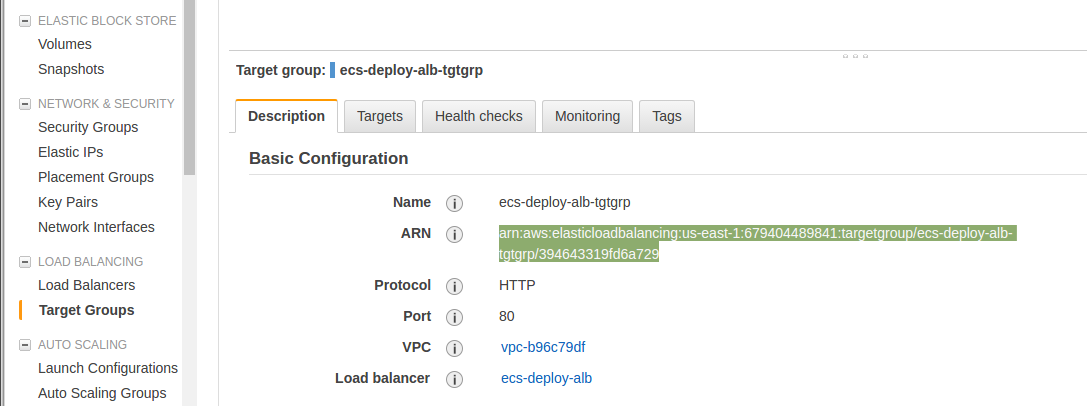 ELASTIC BLOCK STORE
Volumes
Snapshots
NETWORK & SECURITY
Security Groups
Elastic IPs
Placement Groups
Key Pairs
Network Interfaces
LOAD BALANCING
Load Balancers
Target Groups
AUTO SCALING
Launch Configurations
Auto Scaling Groups
Target group: ecs-deploy-alb-tgtgrp
Description Targets Health checks Monitoring Tags
Basic Configuration
Name ecs-deploy-alb-tgtgrp
ARN arn:aws:elasticloadbalancing:us-east-1:679404489841:targetgroup/ecs-deploy-alb-
tgtgrp/394643319fd6a729
Protocol HTTP
Port 80
VPC vpc-b96c79df
Load balancer ecs-deploy-alb